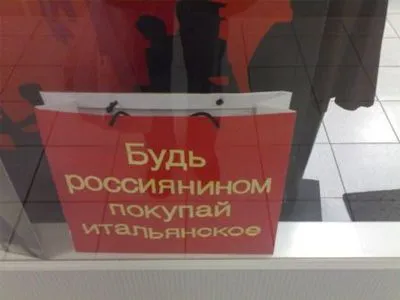 Будь
россиянином
покупай
итальянское